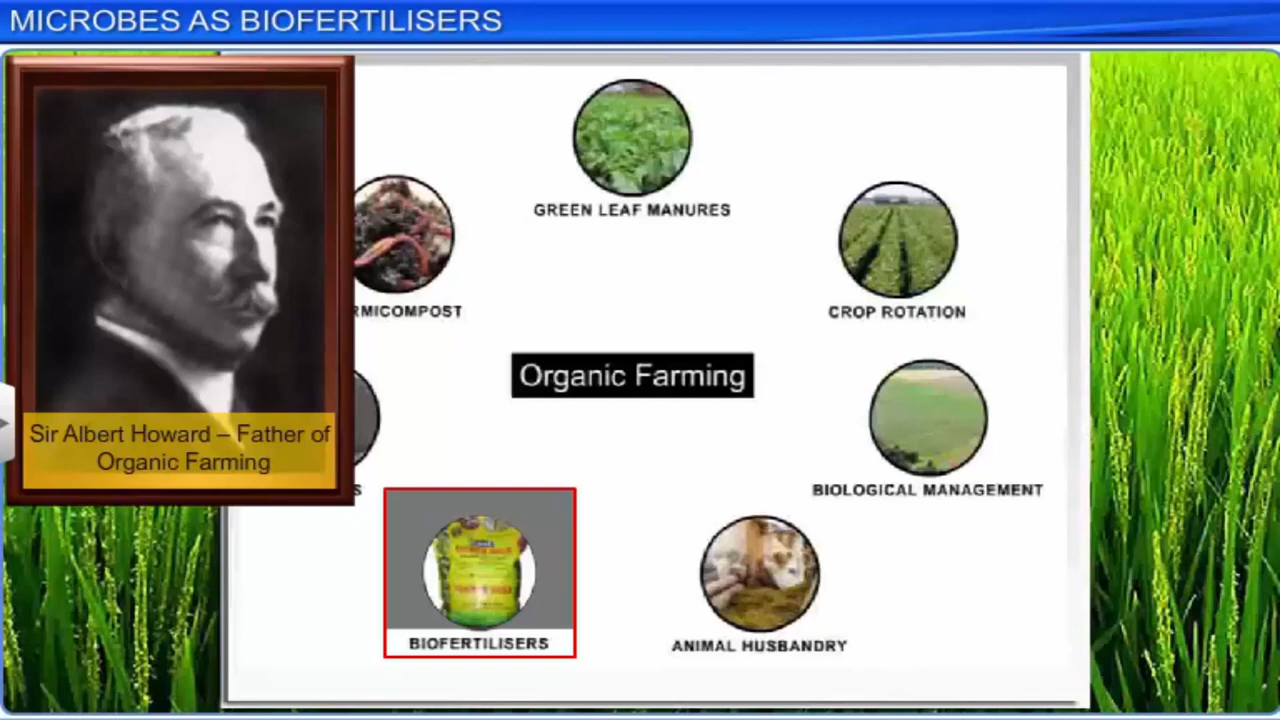 MICROBES AS BIOFERTILISERS
GREEN LEAF MANURES
RMICOMPOST
CROP ROTATION
Organic Farming
Sir Albert Howard – Father of
Organic Farming
S
BIOLOGICAL MANAGEMENT
BIOFERTILISERS
ANIMAL HUSBANDRY